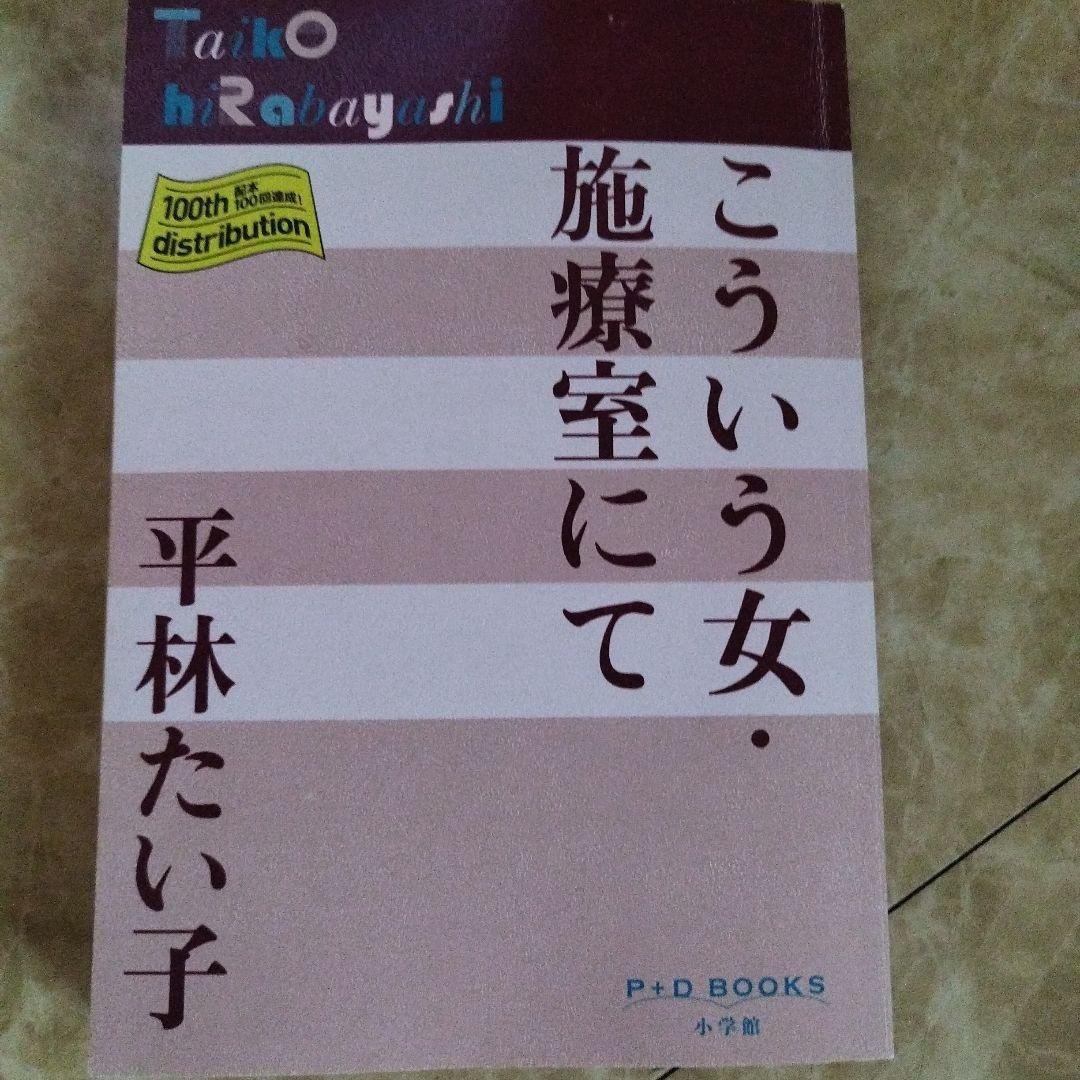 Taiko
hiRabayashi
100th 配本100回達成!
distribution
こういう女・
施療室にて
平林たい子
P+D BOOKS
小学館